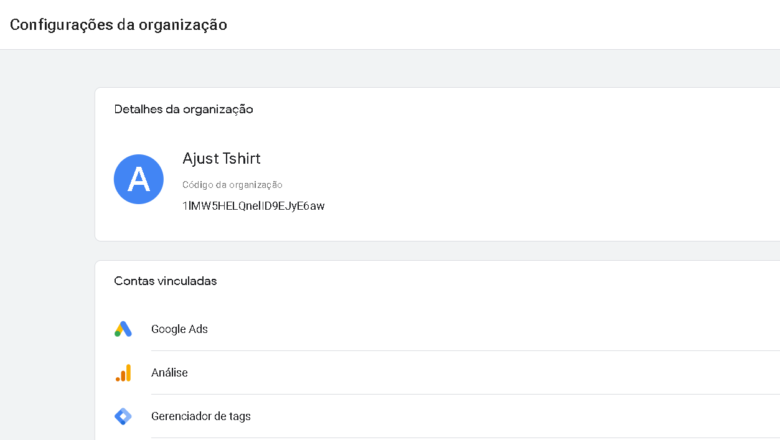 Configurações da organização
Detalhes da organização
A
Ajust Tshirt
Código da organização
1lMW5HELQnelID9EJyE6aw
Contas vinculadas
Google Ads
Análise
Gerenciador de tags